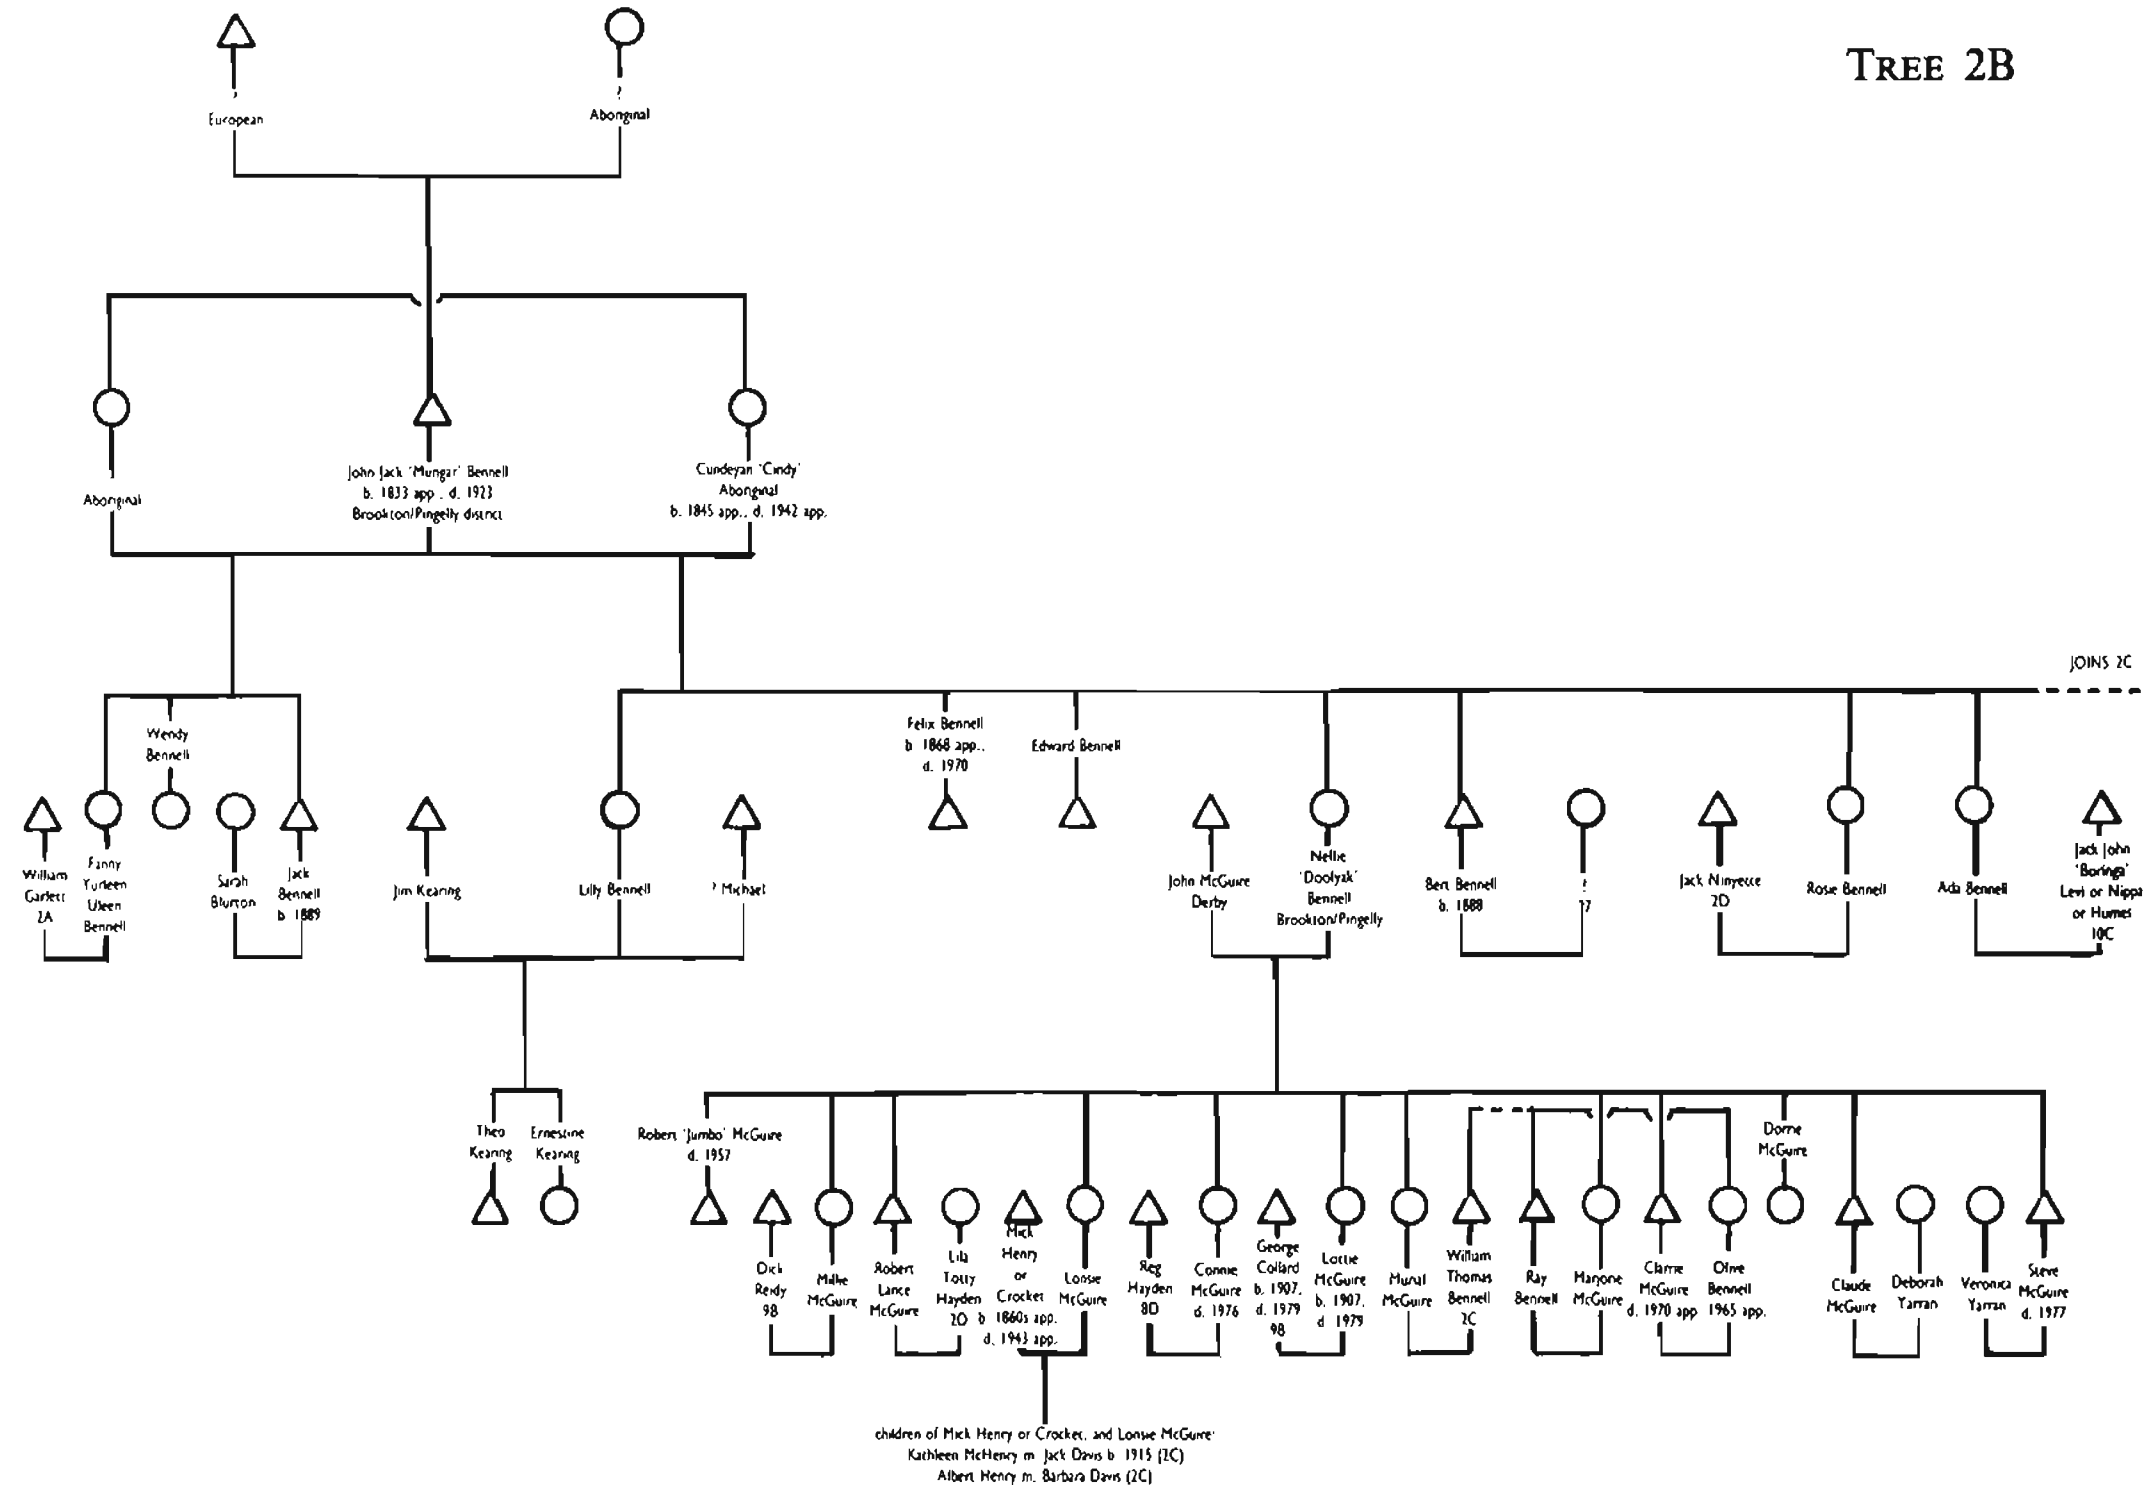 TREE 2B
?
European
?
Aboriginal
Aboriginal
John Jack 'Mungar' Bennell
b. 1833 app., d. 1923
Brookton/Pingelly district
Cundeyan 'Cindy'
Aboriginal
b. 1845 app., d. 1942 app.
JOINS 2C
Wendy
Bennell
Felix Bennell
b. 1868 app.,
d. 1970
Edward Bennell
William
Garlett
2A
Fanny
Yurleen
Uleen
Bennell
Sarah
Blurton
Jack
Bennell
b. 1889
Jim Kearing
Lilly Bennell
? Michael
John McGuire
Derby
Nellie
'Doolyak'
Bennell
Brookton/Pingelly
Bert Bennell
b. 1888
?
Jack Ninyette
2D
Rosie Bennell
Ada Bennell
Jack John
'Boringa'
Levi or Nippa
or Humes
10C
Theo
Kearing
Ernestine
Kearing
Robert 'Jumbo' McGuire
d. 1957
Dorrie
McGuire
Dick
Reidy
9B
Millie
McGuire
Robert
Lance
McGuire
Lila
Totty
Hayden
2D
Mick
Henry
or
Crocket
b. 1860s app.
d. 1943 app.
Lonsie
McGuire
Reg
Hayden
8D
Connie
McGuire
d. 1976
George
Collard
b. 1907,
d. 1979
9B
Lottie
McGuire
b. 1907,
d. 1979
Murial
McGuire
William
Thomas
Bennell
2C
Ray
Bennell
Marjorie
McGuire
Clarrie
McGuire
d. 1970 app
Olive
Bennell
1965 app.
Claude
McGuire
Deborah
Yarran
Veronica
Yarran
Steve
McGuire
d. 1977
children of Mick Henry or Crocket, and Lonsie McGuire:
Kathleen McHenry m. Jack Davis b. 1915 (2C)
Albert Henry m. Barbara Davis (2C)